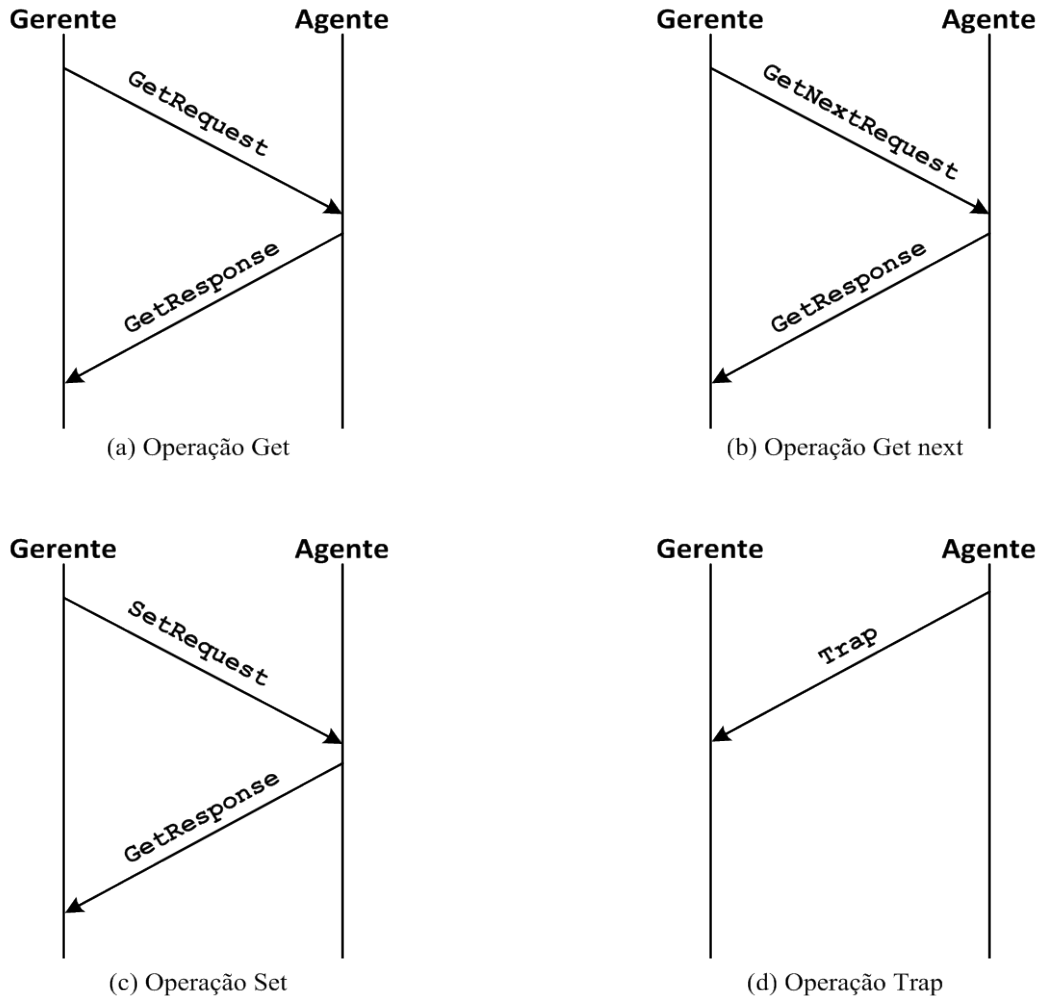 Gerente Agente
GetRequest
GetResponse
(a) Operação Get
Gerente Agente
GetNextRequest
GetResponse
(b) Operação Get next
Gerente Agente
SetRequest
GetResponse
(c) Operação Set
Gerente Agente
Trap
(d) Operação Trap